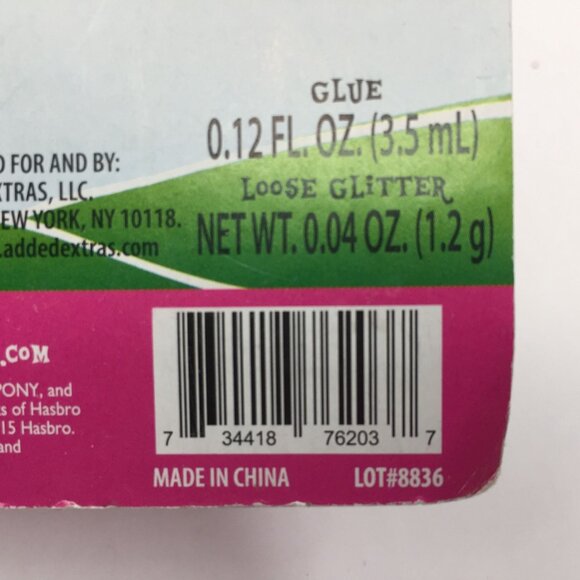 GLUE
0.12 FL. OZ. (3.5 mL)
LOOSE GLITTER
NET WT. 0.04 OZ. (1.2 g)
FOR AND BY:
LLC.
YORK, NY 10118.
.addedextras.com
.COM
PONY, and
of Hasbro
15 Hasbro.
and
7 34418 76203 7
MADE IN CHINA LOT#8836